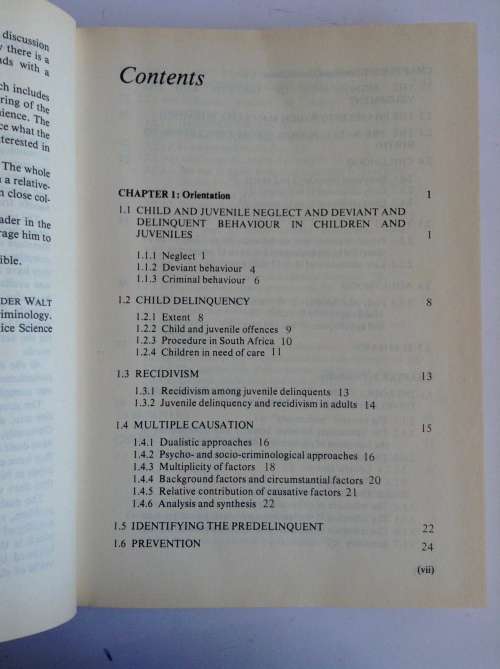 discussion
there is a
ds with a
ch includes
ring of the
ience. The
ce what the
terested in
The whole
a relative-
n close col-
ader in the
rage him to
ible.
DER WALT
riminology.
ice Science
Contents
CHAPTER 1: Orientation 1
1.1 CHILD AND JUVENILE NEGLECT AND DEVIANT AND
DELINQUENT BEHAVIOUR IN CHILDREN AND
JUVENILES 1
1.1.1 Neglect 1
1.1.2 Deviant behaviour 4
1.1.3 Criminal behaviour 6
1.2 CHILD DELINQUENCY 8
1.2.1 Extent 8
1.2.2 Child and juvenile offences 9
1.2.3 Procedure in South Africa 10
1.2.4 Children in need of care 11
1.3 RECIDIVISM 13
1.3.1 Recidivism among juvenile delinquents 13
1.3.2 Juvenile delinquency and recidivism in adults 14
1.4 MULTIPLE CAUSATION 15
1.4.1 Dualistic approaches 16
1.4.2 Psycho- and socio-criminological approaches 16
1.4.3 Multiplicity of factors 18
1.4.4 Background factors and circumstantial factors 20
1.4.5 Relative contribution of causative factors 21
1.4.6 Analysis and synthesis 22
1.5 IDENTIFYING THE PREDELINQUENT 22
1.6 PREVENTION 24
(vii)